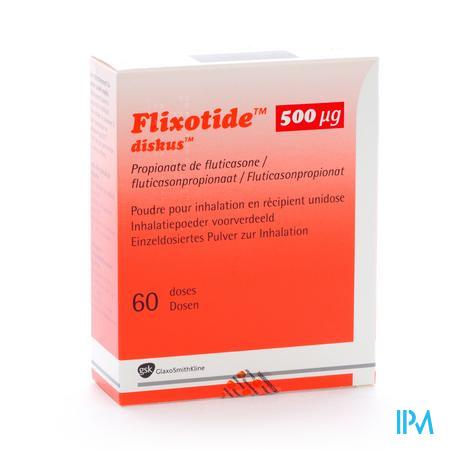 Flixotide™ 500 µg
diskus™
Propionate de fluticasone /
fluticasonpropionaat / Fluticasonpropionat
Poudre pour inhalation en récipient unidose
Inhalatiepoeder voorverdeeld
Einzeldosiertes Pulver zur Inhalation
60 doses
Dosen
gsk GlaxoSmithKline
IPM